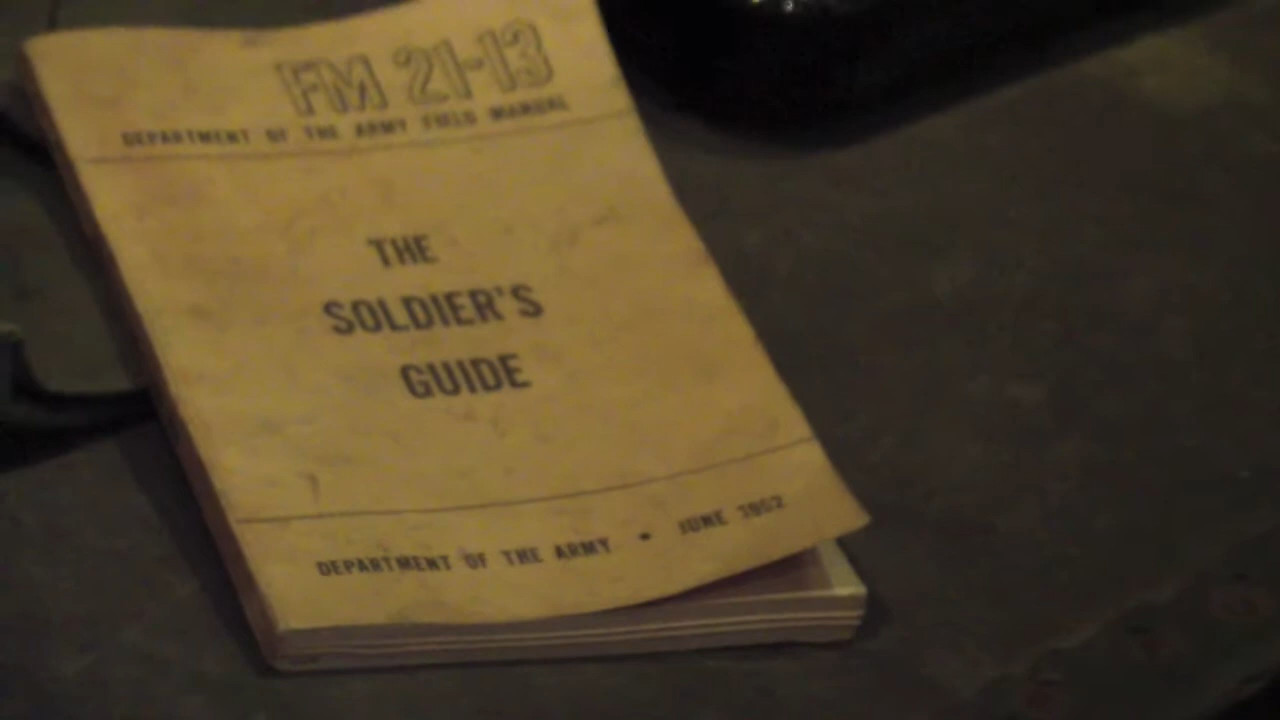 FM 21-13
DEPARTMENT OF THE ARMY FIELD MANUAL
THE
SOLDIER'S
GUIDE
DEPARTMENT OF THE ARMY • JUNE 1952